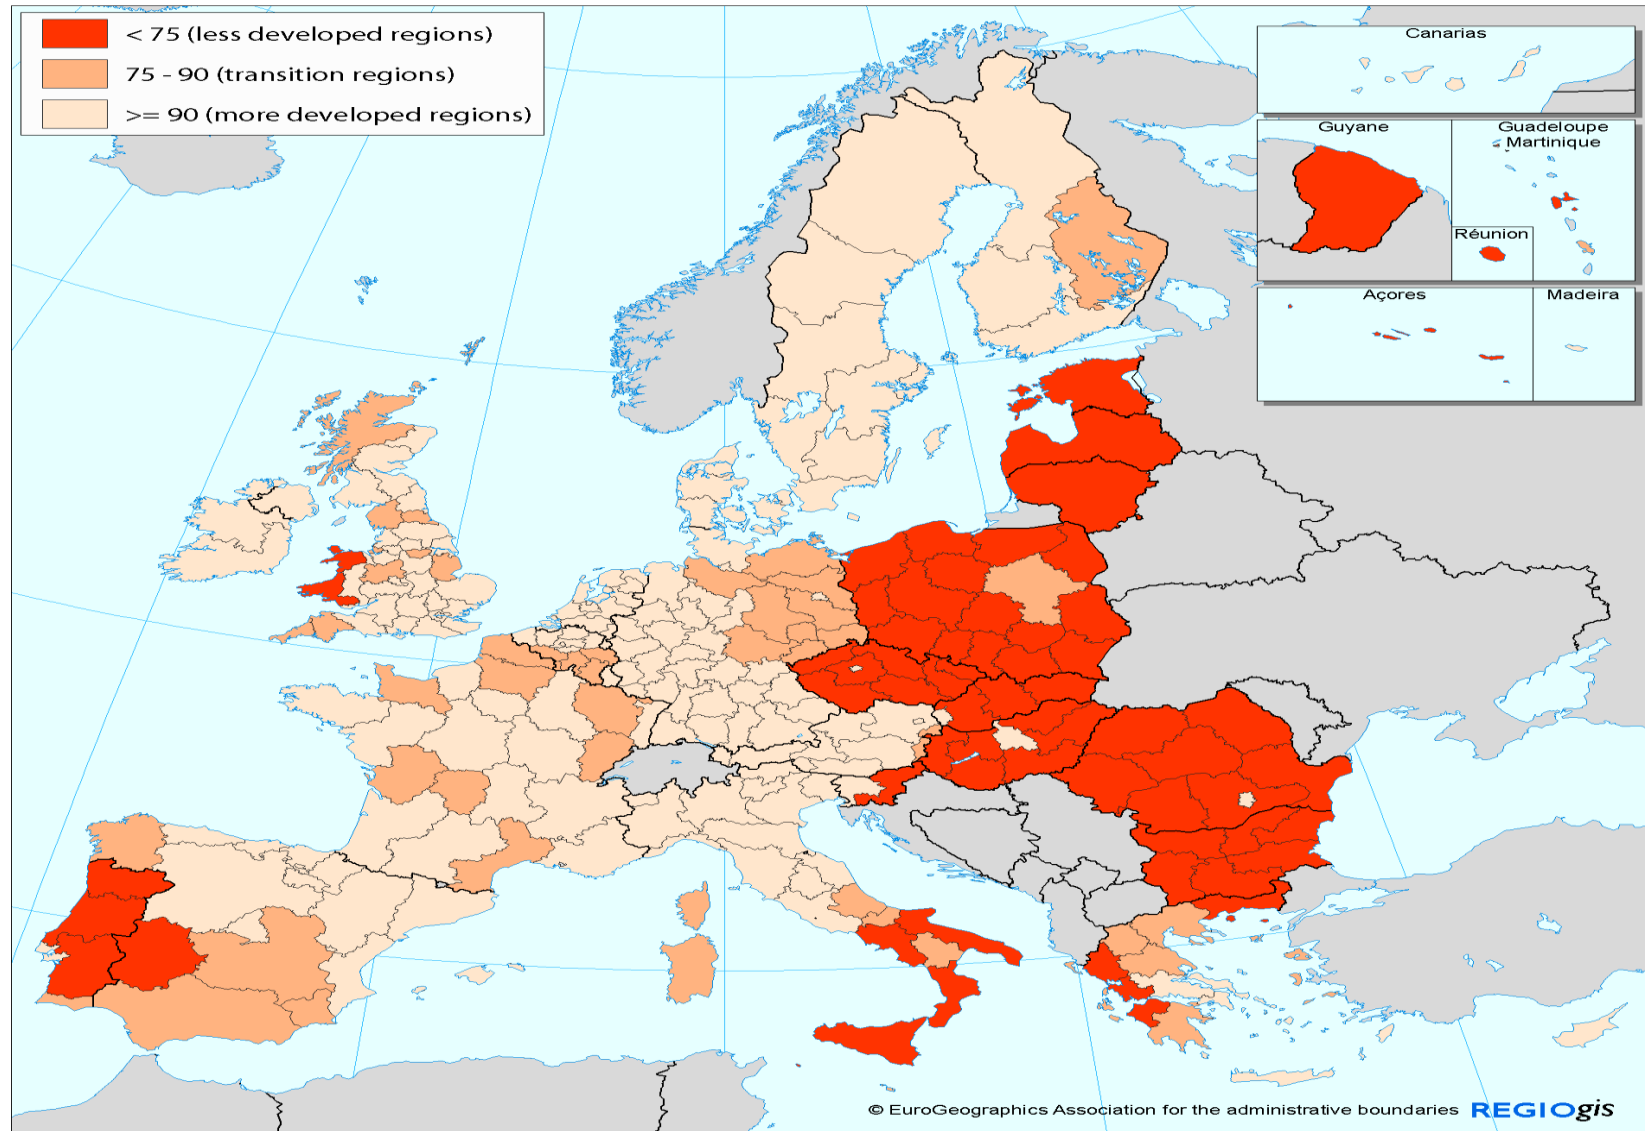 < 75 (less developed regions)
75 - 90 (transition regions)
>= 90 (more developed regions)
Canarias
Guyane
Guadeloupe
Martinique
Réunion
Açores
Madeira
© EuroGeographics Association for the administrative boundaries
REGIOgis